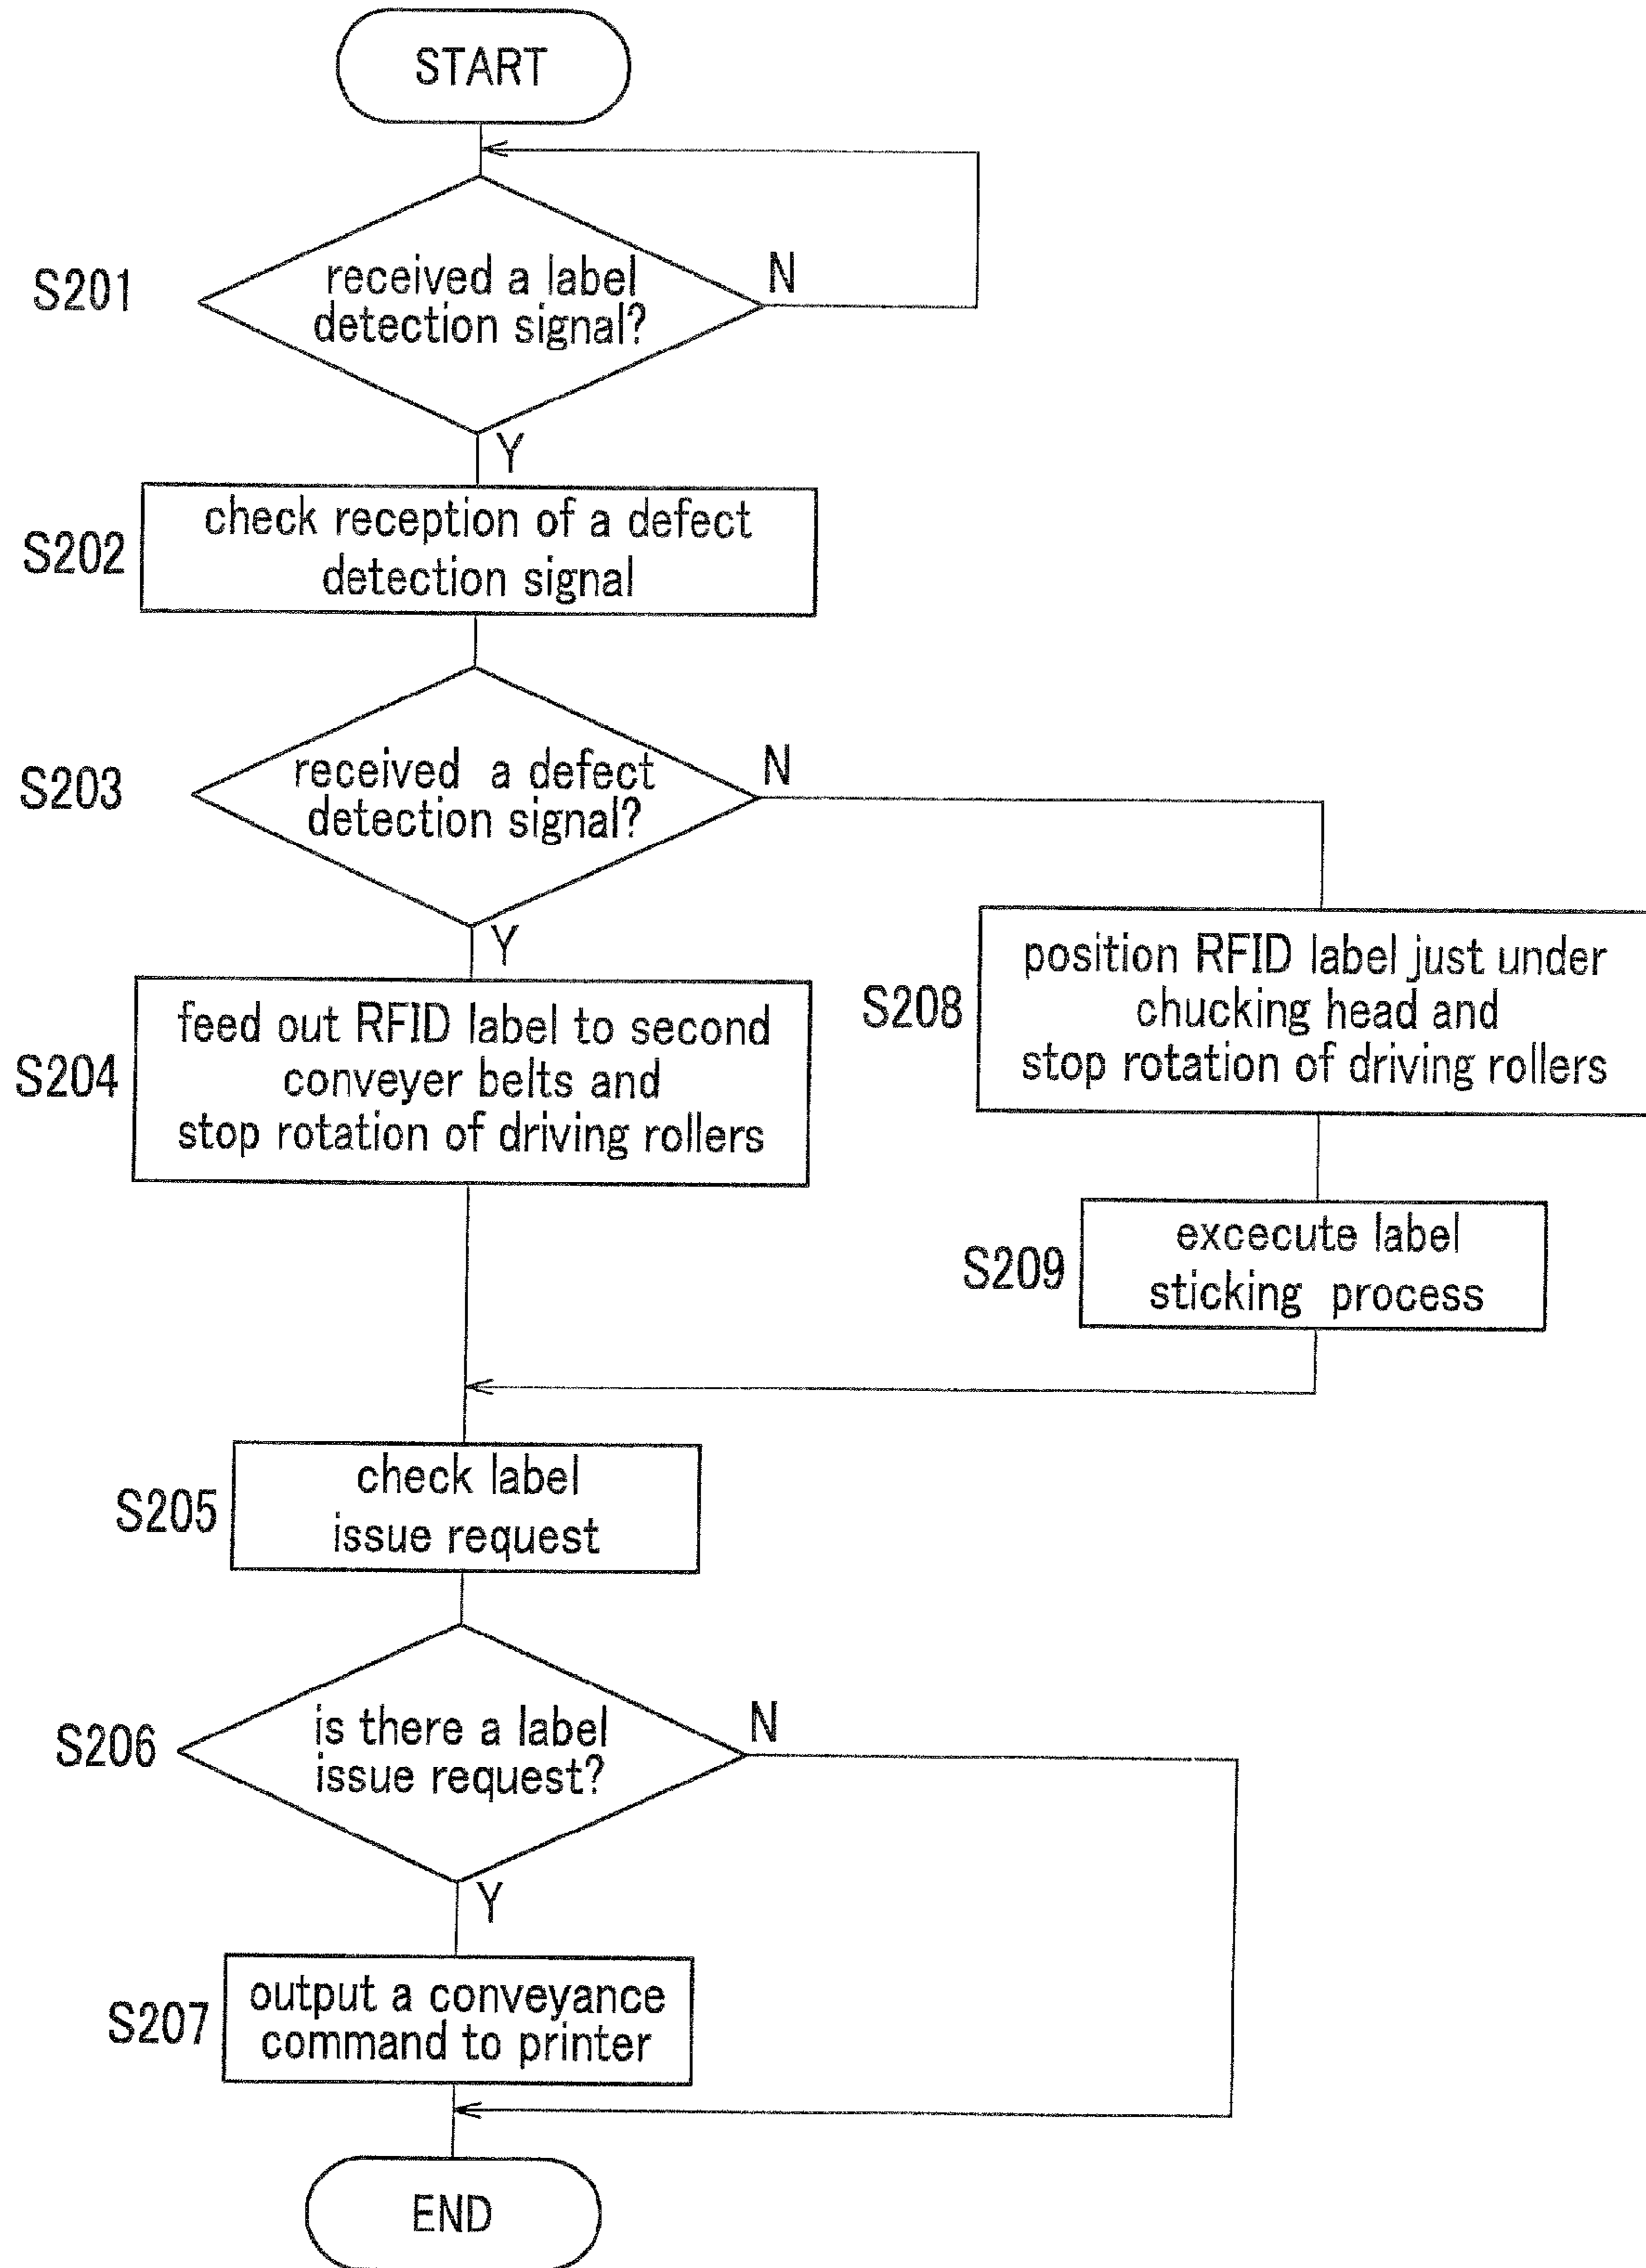 START
S201
received a label
detection signal?
N
Y
S202
check reception of a defect
detection signal
S203
received a defect
detection signal?
N
Y
S204
feed out RFID label to second
conveyer belts and
stop rotation of driving rollers
S208
position RFID label just under
chucking head and
stop rotation of driving rollers
S209
excecute label
sticking process
S205
check label
issue request
S206
is there a label
issue request?
N
Y
S207
output a conveyance
command to printer
END